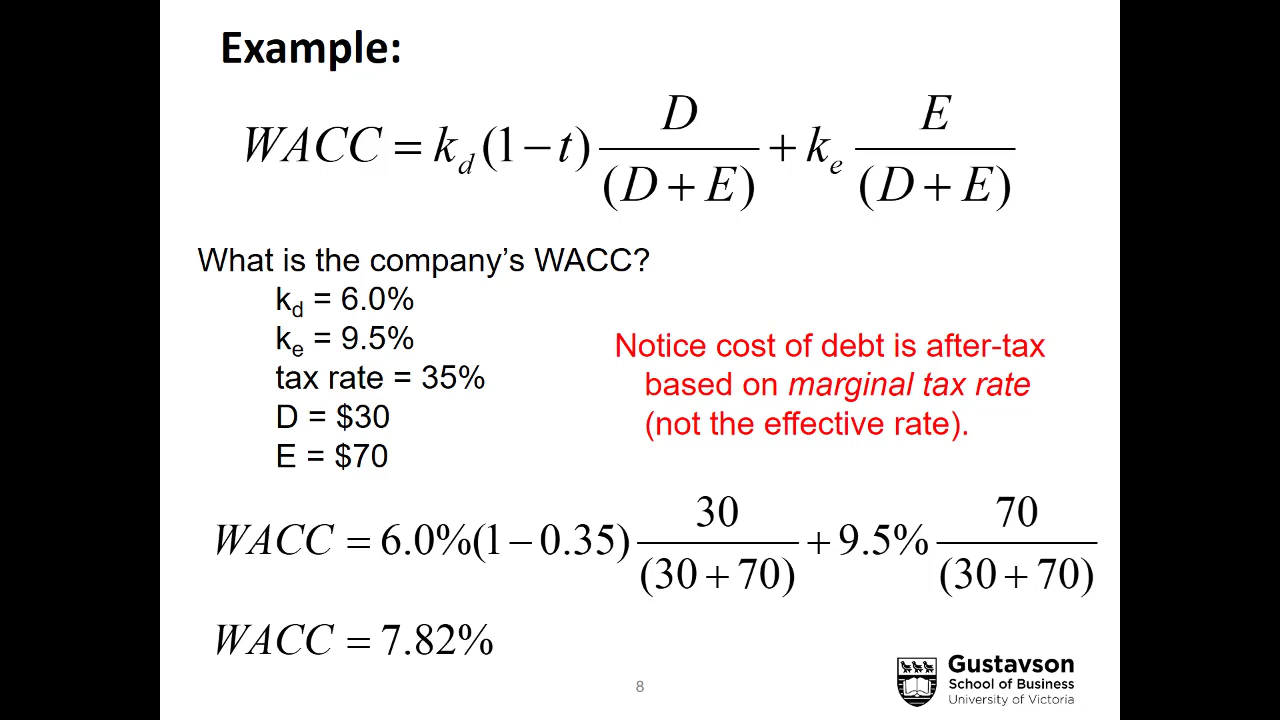 Example:
WACC = k_d (1 − t) D/(D + E) + k_e E/(D + E)
What is the company’s WACC?
k_d = 6.0%
k_e = 9.5%
tax rate = 35%
D = $30
E = $70
Notice cost of debt is after-tax
based on marginal tax rate
(not the effective rate).
WACC = 6.0%(1 − 0.35) 30/(30 + 70) + 9.5% 70/(30 + 70)
WACC = 7.82%
8
Gustavson
School of Business
University of Victoria